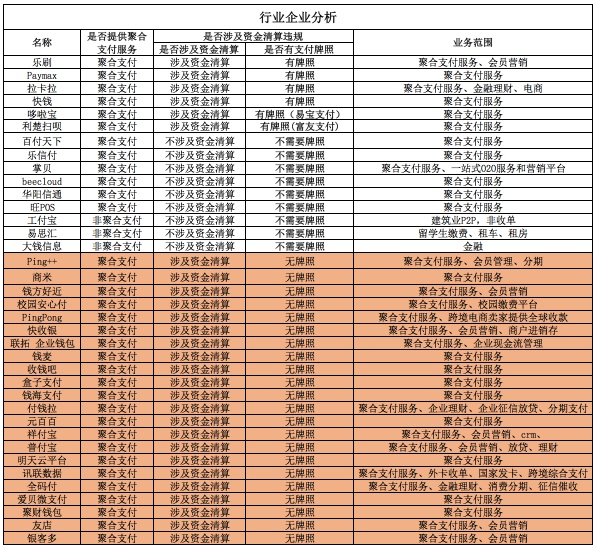 行业企业分析
名称 是否提供聚合支付服务 是否涉及资金清算违规 业务范围
是否涉及资金清算 是否有支付牌照
乐刷 聚合支付 涉及资金清算 有牌照 聚合支付服务、会员营销
Paymax 聚合支付 涉及资金清算 有牌照 聚合支付服务
拉卡拉 聚合支付 涉及资金清算 有牌照 聚合支付服务、金融理财、电商
快钱 聚合支付 涉及资金清算 有牌照 聚合支付服务
哆啦宝 聚合支付 涉及资金清算 有牌照（易宝支付） 聚合支付服务
利楚扫呗 聚合支付 涉及资金清算 有牌照(富友支付) 聚合支付服务
百付天下 聚合支付 不涉及资金清算 不需要牌照 聚合支付服务
乐信付 聚合支付 不涉及资金清算 不需要牌照 聚合支付服务
掌贝 聚合支付 不涉及资金清算 不需要牌照 聚合支付服务、一站式O2O服务和营销平台
beecloud 聚合支付 不涉及资金清算 不需要牌照 聚合支付服务
华阳信通 聚合支付 不涉及资金清算 不需要牌照 聚合支付服务
旺POS 聚合支付 不涉及资金清算 不需要牌照 聚合支付服务
工付宝 非聚合支付 不涉及资金清算 不需要牌照 建筑业P2P，非收单
易思汇 非聚合支付 不涉及资金清算 不需要牌照 留学生缴费、租车、租房
大钱信息 非聚合支付 不涉及资金清算 不需要牌照 金融
Ping++ 聚合支付 涉及资金清算 无牌照 聚合支付服务、会员管理、分期
商米 聚合支付 涉及资金清算 无牌照 聚合支付服务
钱方好近 聚合支付 涉及资金清算 无牌照 聚合支付服务、会员营销
校园安心付 聚合支付 涉及资金清算 无牌照 聚合支付服务、校园缴费平台
PingPong 聚合支付 涉及资金清算 无牌照 聚合支付服务、跨境电商卖家提供全球收款
快收银 聚合支付 涉及资金清算 无牌照 聚合支付服务、会员营销、商户进销存
联拓 企业钱包 聚合支付 涉及资金清算 无牌照 聚合支付服务、企业现金流管理
钱麦 聚合支付 涉及资金清算 无牌照 聚合支付服务
收钱吧 聚合支付 涉及资金清算 无牌照 聚合支付服务
盒子支付 聚合支付 涉及资金清算 无牌照 聚合支付服务
钱海支付 聚合支付 涉及资金清算 无牌照 聚合支付服务
付钱拉 聚合支付 涉及资金清算 无牌照 聚合支付服务、企业理财、企业征信放贷、分期支付
元百百 聚合支付 涉及资金清算 无牌照 聚合支付服务
祥付宝 聚合支付 涉及资金清算 无牌照 聚合支付服务、会员营销、crm、
普付宝 聚合支付 涉及资金清算 无牌照 聚合支付服务、会员营销、放贷、理财
明天云平台 聚合支付 涉及资金清算 无牌照 聚合支付服务
讯联数据 聚合支付 涉及资金清算 无牌照 聚合支付服务、外卡收单、国家发卡、跨境综合支付
全码付 聚合支付 涉及资金清算 无牌照 聚合支付服务、金融理财、消费分期、征信催收
爱贝微支付 聚合支付 涉及资金清算 无牌照 聚合支付服务
聚财钱包 聚合支付 涉及资金清算 无牌照 聚合支付服务
友店 聚合支付 涉及资金清算 无牌照 聚合支付服务、会员营销
银客多 聚合支付 涉及资金清算 无牌照 聚合支付服务、会员营销